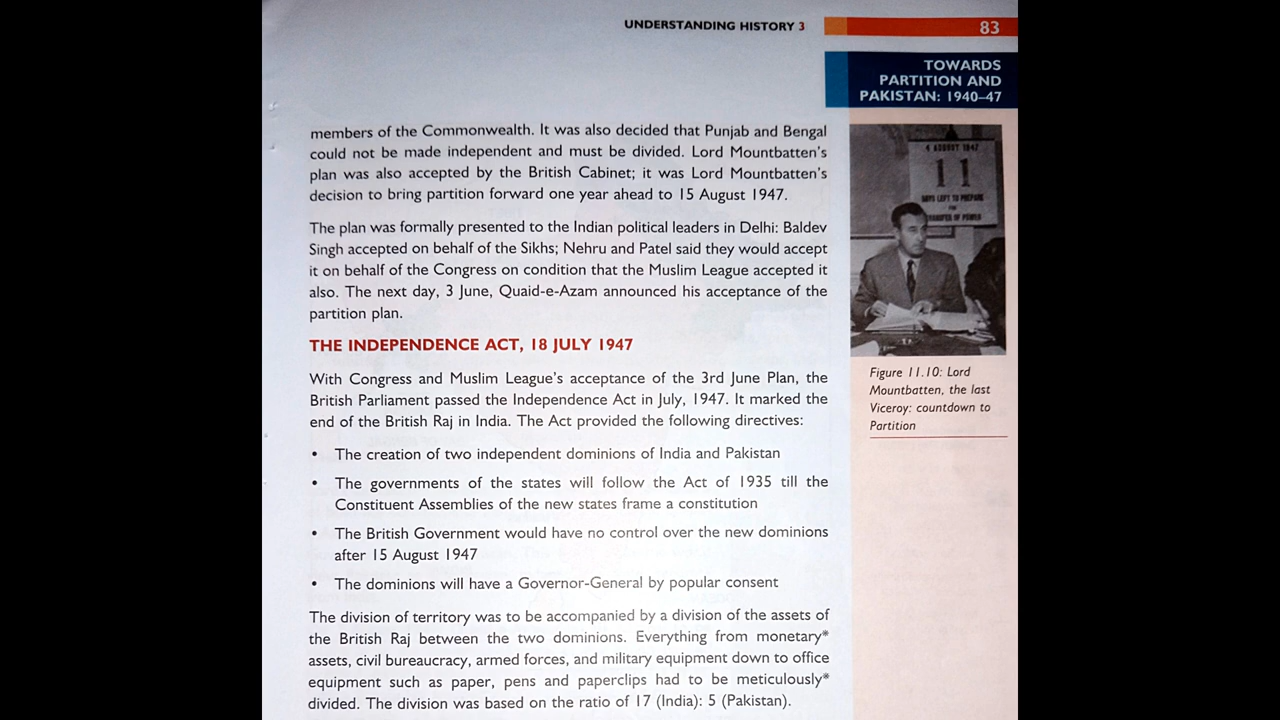 UNDERSTANDING HISTORY 3
83
TOWARDS
PARTITION AND
PAKISTAN: 1940–47
members of the Commonwealth. It was also decided that Punjab and Bengal
could not be made independent and must be divided. Lord Mountbatten's
plan was also accepted by the British Cabinet; it was Lord Mountbatten's
decision to bring partition forward one year ahead to 15 August 1947.
The plan was formally presented to the Indian political leaders in Delhi: Baldev
Singh accepted on behalf of the Sikhs; Nehru and Patel said they would accept
it on behalf of the Congress on condition that the Muslim League accepted it
also. The next day, 3 June, Quaid-e-Azam announced his acceptance of the
partition plan.
THE INDEPENDENCE ACT, 18 JULY 1947
With Congress and Muslim League's acceptance of the 3rd June Plan, the
British Parliament passed the Independence Act in July, 1947. It marked the
end of the British Raj in India. The Act provided the following directives:
• The creation of two independent dominions of India and Pakistan
• The governments of the states will follow the Act of 1935 till the
Constituent Assemblies of the new states frame a constitution
• The British Government would have no control over the new dominions
after 15 August 1947
• The dominions will have a Governor-General by popular consent
The division of territory was to be accompanied by a division of the assets of
the British Raj between the two dominions. Everything from monetary*
assets, civil bureaucracy, armed forces, and military equipment down to office
equipment such as paper, pens and paperclips had to be meticulously*
divided. The division was based on the ratio of 17 (India): 5 (Pakistan).
4 AUGUST 1947
11
DAYS LEFT TO PREPARE
FOR
TRANSFER OF POWER
Figure 11.10: Lord
Mountbatten, the last
Viceroy: countdown to
Partition